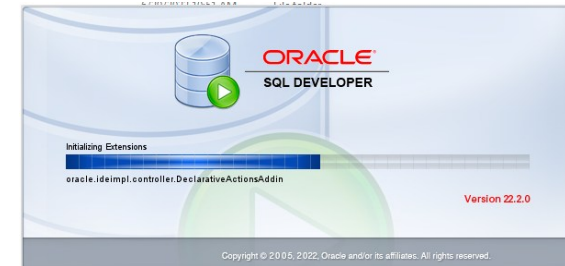 ORACLE
SQL DEVELOPER
Initializing Extensions
oracle.ideimpl.controller.DeclarativeActionsAddin
Version 22.2.0
Copyright © 2005, 2022, Oracle and/or its affiliates. All rights reserved.